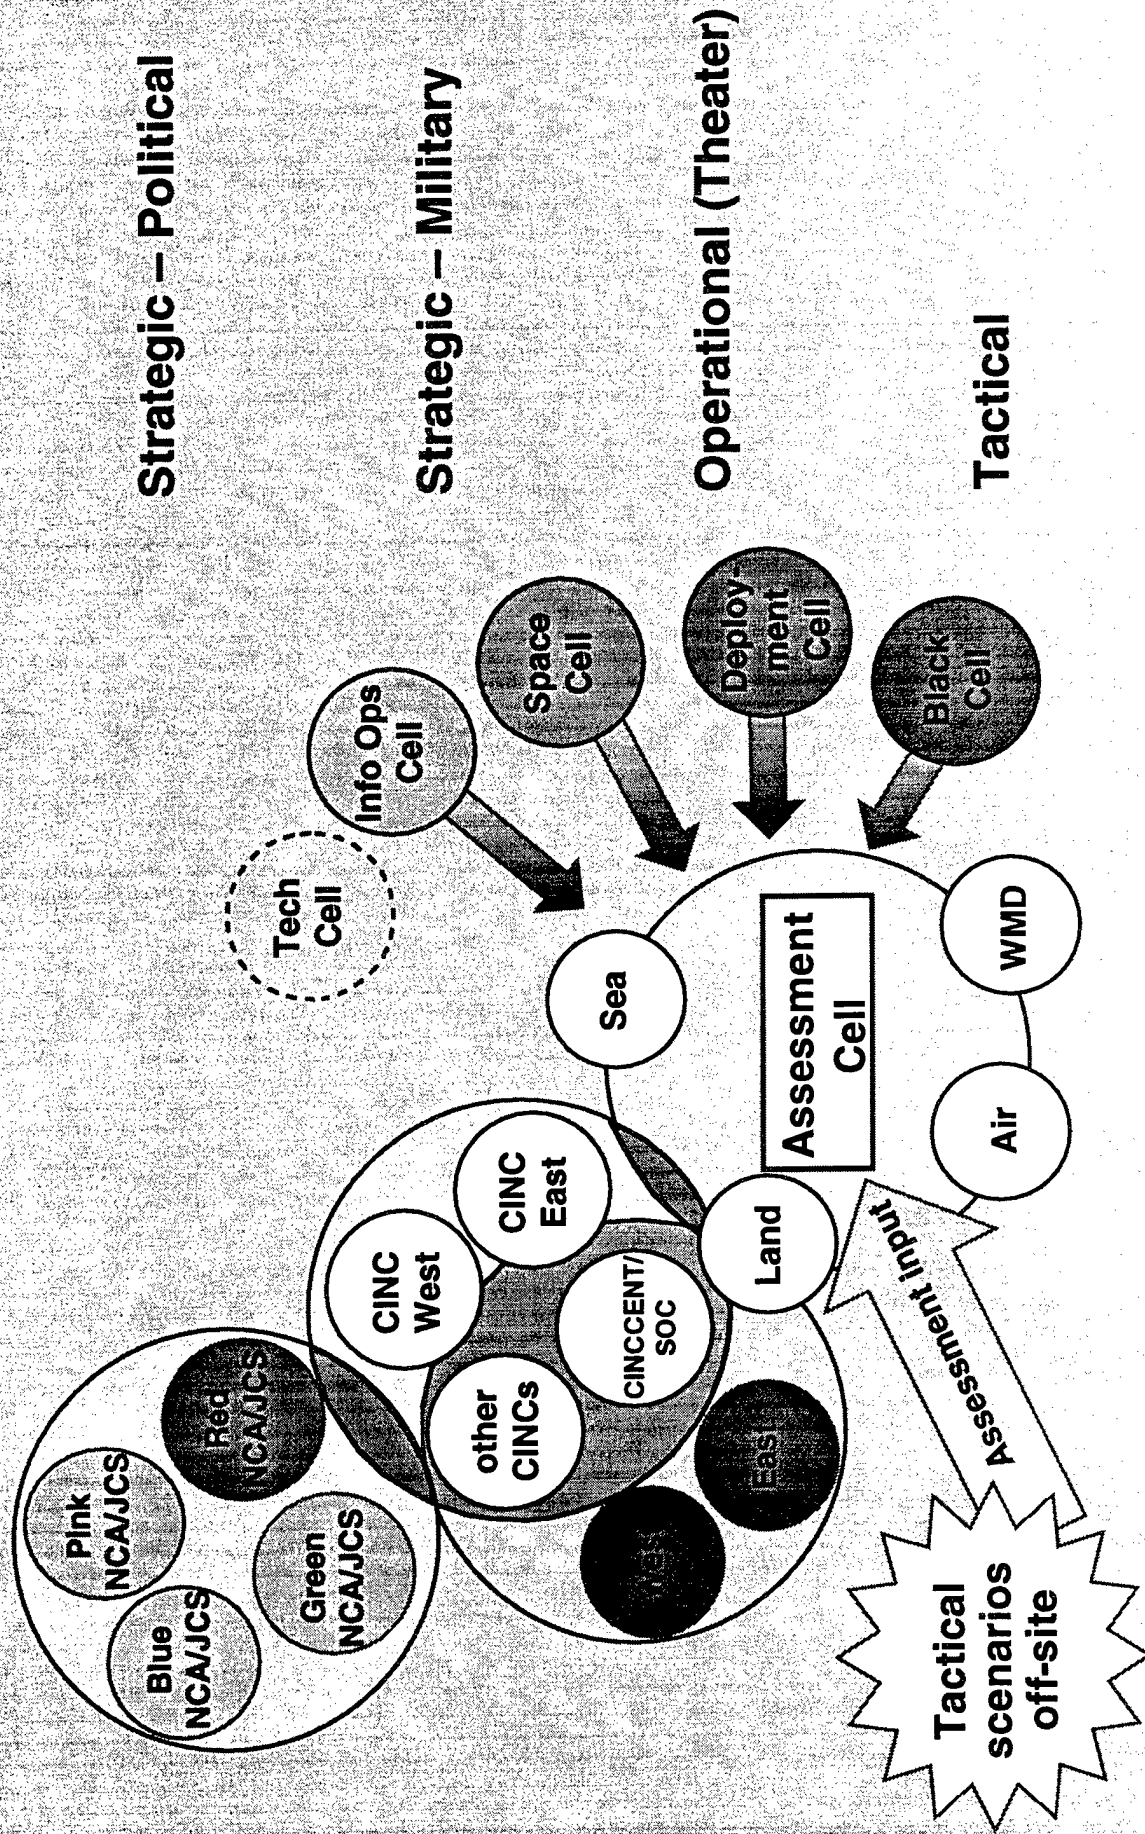 Strategic – Political
Strategic – Military
Operational (Theater)
Tactical
Pink
NCA/JCS
Blue
NCA/JCS
Red
NCA/JCS
Green
NCA/JCS
CINC
West
CINC
East
other
CINCs
CINCCENT/
SOC
West
East
Tech
Cell
Info Ops
Cell
Space
Cell
Deploy-
ment
Cell
Black
Cell
Sea
Land
Air
WMD
Assessment
Cell
Assessment input
Tactical
scenarios
off-site